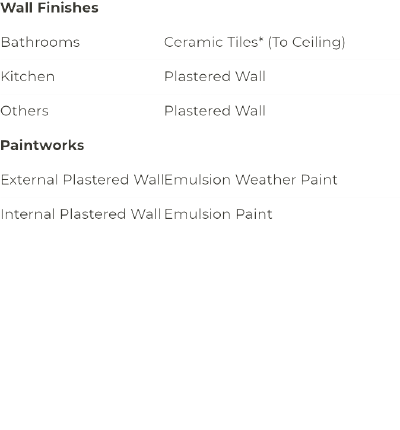 Wall Finishes
Bathrooms Ceramic Tiles* (To Ceiling)
Kitchen Plastered Wall
Others Plastered Wall
Paintworks
External Plastered Wall Emulsion Weather Paint
Internal Plastered Wall Emulsion Paint